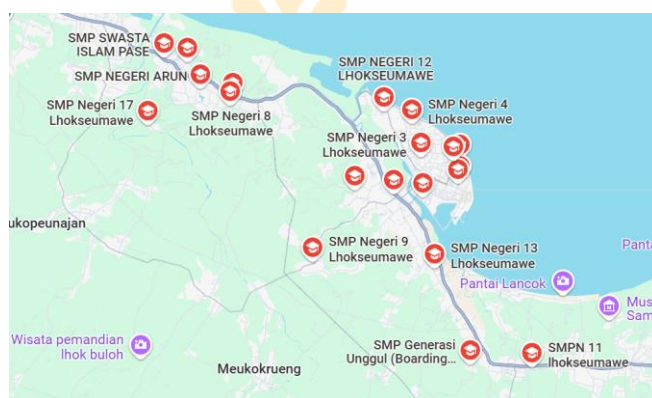 SMP SWASTA
ISLAM PASE
SMP NEGERI ARUN
SMP Negeri 17
Lhokseumawe
SMP Negeri 8
Lhokseumawe
SMP NEGERI 12
LHOKSEUMAWE
SMP Negeri 4
Lhokseumawe
SMP Negeri 3
Lhokseumawe
ukopeunajan
SMP Negeri 9
Lhokseumawe
SMP Negeri 13
Lhokseumawe
Panta
Pantai Lancok
Mus
Sam
Wisata pemandian
lhok buloh
Meukokrueng
SMP Generasi
Unggul (Boarding...
SMPN 11
lhokseumawe